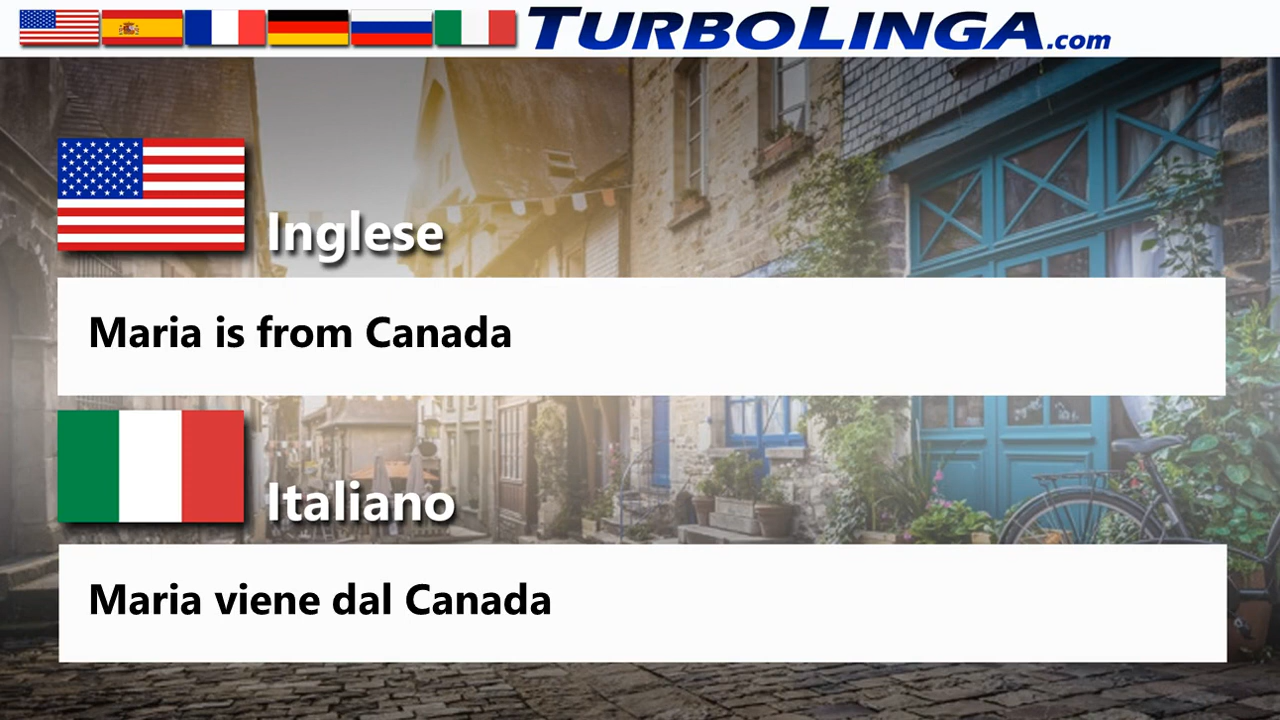 TURBOLINGA.com
Inglese
Maria is from Canada
Italiano
Maria viene dal Canada